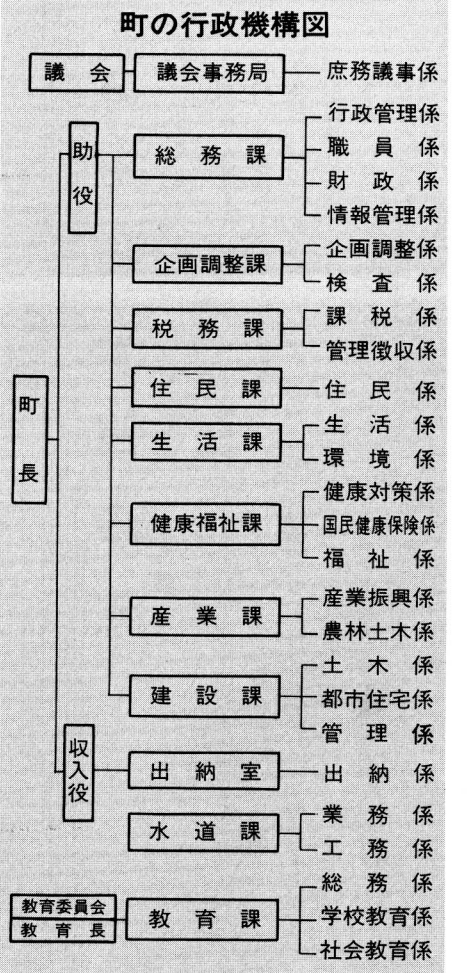 町の行政機構図
議会 議会事務局 庶務議事係
町長
助役
総務課 行政管理係
職員係
財政係
情報管理係
企画調整課 企画調整係
検査係
税務課 課税係
管理徴収係
住民課 住民係
生活課 生活係
環境係
健康福祉課 健康対策係
国民健康保険係
福祉係
産業課 産業振興係
農林土木係
建設課 土木係
都市住宅係
管理係
収入役 出納室 出納係
水道課 業務係
工務係
教育委員会
教育長
教育課 総務係
学校教育係
社会教育係